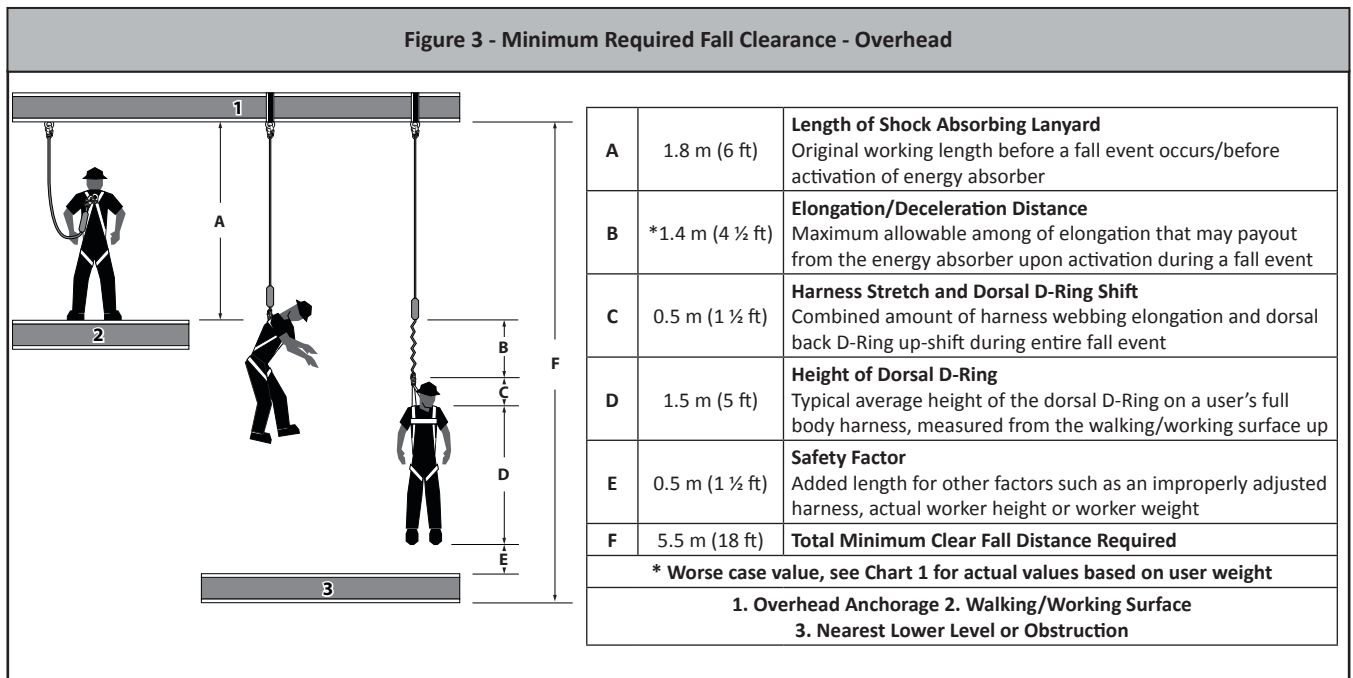 Figure 3 - Minimum Required Fall Clearance - Overhead
1
A
2
B
C
D
E
F
3
A
1.8 m (6 ft)
Length of Shock Absorbing Lanyard
Original working length before a fall event occurs/before
activation of energy absorber
B
*1.4 m (4 ½ ft)
Elongation/Deceleration Distance
Maximum allowable among of elongation that may payout
from the energy absorber upon activation during a fall event
C
0.5 m (1 ½ ft)
Harness Stretch and Dorsal D-Ring Shift
Combined amount of harness webbing elongation and dorsal
back D-Ring up-shift during entire fall event
D
1.5 m (5 ft)
Height of Dorsal D-Ring
Typical average height of the dorsal D-Ring on a user's full
body harness, measured from the walking/working surface up
E
0.5 m (1 ½ ft)
Safety Factor
Added length for other factors such as an improperly adjusted
harness, actual worker height or worker weight
F
5.5 m (18 ft)
Total Minimum Clear Fall Distance Required
* Worse case value, see Chart 1 for actual values based on user weight
1. Overhead Anchorage 2. Walking/Working Surface
3. Nearest Lower Level or Obstruction